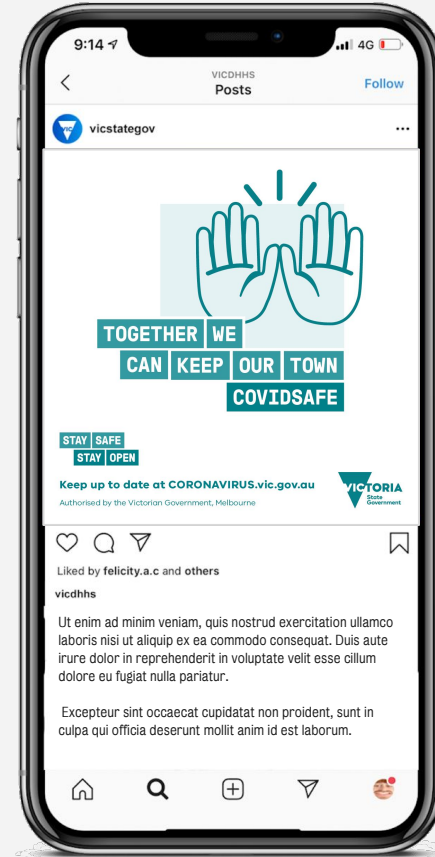 9:14
4G
VICDHHS
Posts
Follow
VIC
vicstategov
TOGETHER WE
CAN KEEP OUR TOWN
COVIDSAFE
STAY SAFE
STAY OPEN
Keep up to date at CORONAVIRUS.vic.gov.au
Authorised by the Victorian Government, Melbourne
VICTORIA
State
Government
Liked by felicity.a.c and others
vicdhhs
Ut enim ad minim veniam, quis nostrud exercitation ullamco
laboris nisi ut aliquip ex ea commodo consequat. Duis aute
irure dolor in reprehenderit in voluptate velit esse cillum
dolore eu fugiat nulla pariatur.
Excepteur sint occaecat cupidatat non proident, sunt in
culpa qui officia deserunt mollit anim id est laborum.